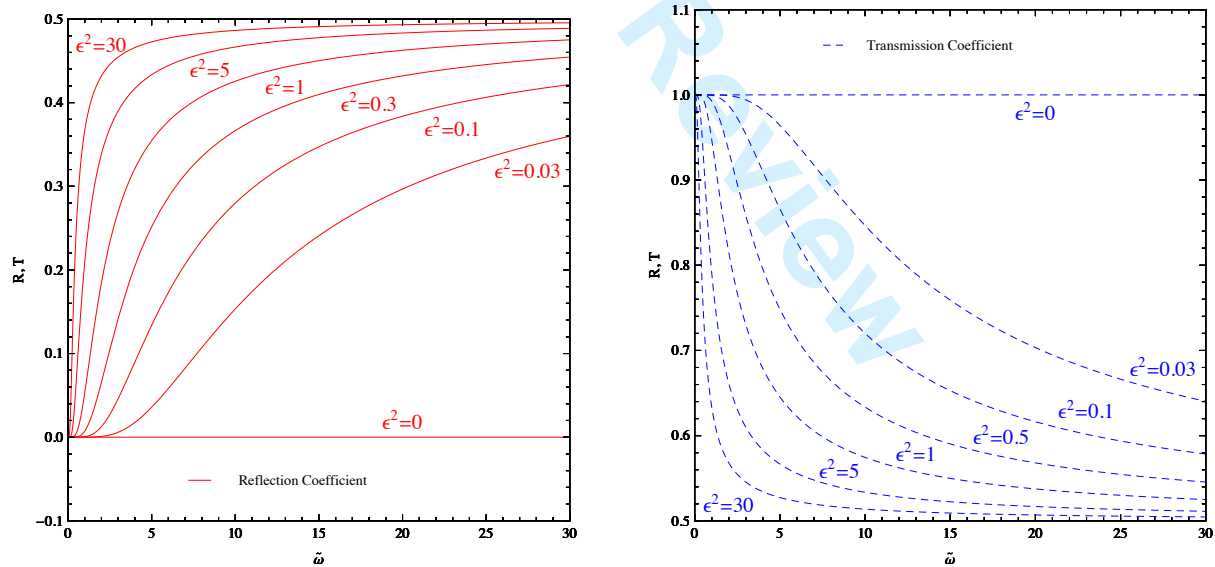 0.5
0.4
0.3
0.2
0.1
0.0
−0.1
R, T
ϵ²=30
ϵ²=5
ϵ²=1
ϵ²=0.3
ϵ²=0.1
ϵ²=0.03
ϵ²=0
Reflection Coefficient
0 5 10 15 20 25 30
ω̃
1.1
1.0
0.9
0.8
0.7
0.6
0.5
R, T
Transmission Coefficient
ϵ²=0
ϵ²=0.03
ϵ²=0.1
ϵ²=0.5
ϵ²=1
ϵ²=5
ϵ²=30
0 5 10 15 20 25 30
ω̃
Review